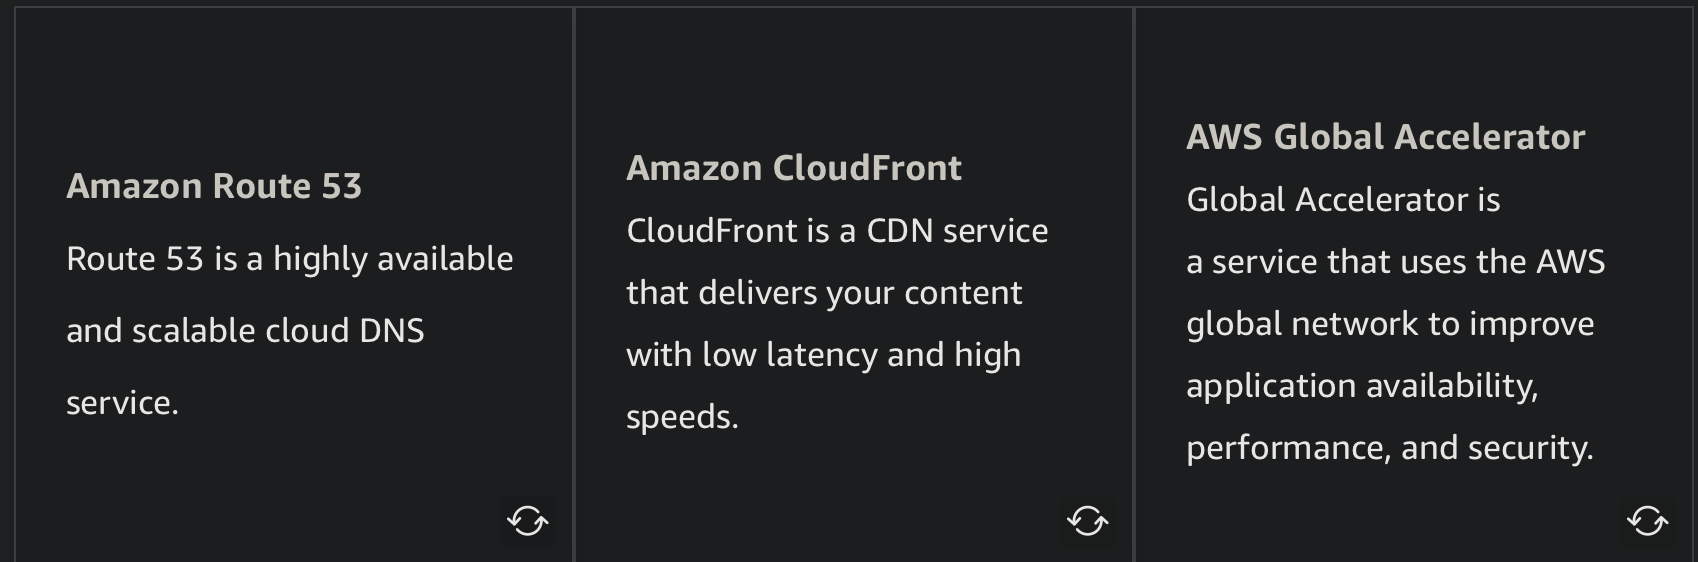 Amazon Route 53
Route 53 is a highly available
and scalable cloud DNS
service.
Amazon CloudFront
CloudFront is a CDN service
that delivers your content
with low latency and high
speeds.
AWS Global Accelerator
Global Accelerator is
a service that uses the AWS
global network to improve
application availability,
performance, and security.